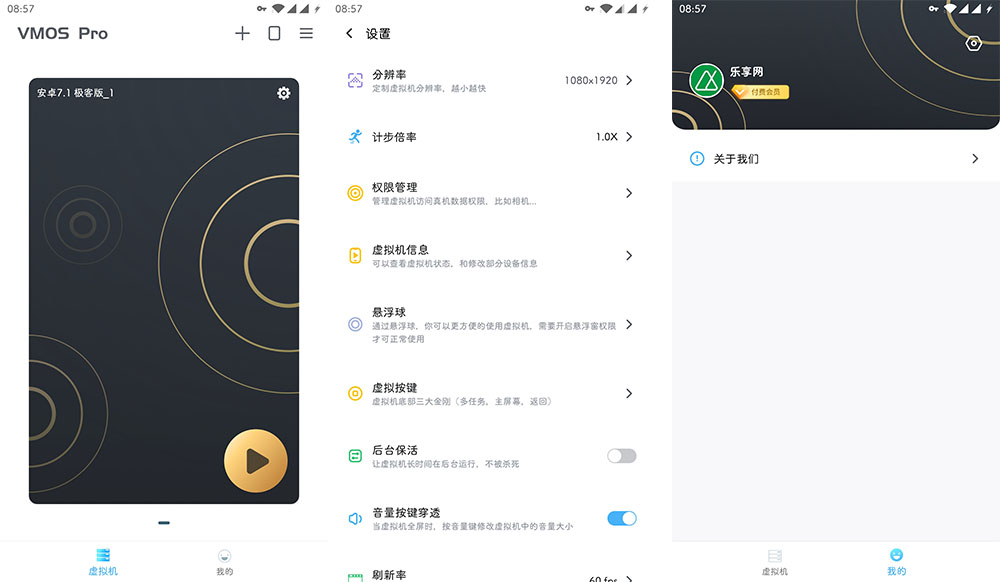 08:57
VMOS Pro
安卓7.1 极客版_1
虚拟机
我的
08:57
设置
分辨率
定制虚拟机分辨率，越小越快
1080x1920
计步倍率
1.0X
权限管理
管理虚拟机访问真机数据权限，比如相机...
虚拟机信息
可以查看虚拟机状态，和修改部分设备信息
悬浮球
通过悬浮球，你可以更方便的使用虚拟机，需要开启悬浮窗权限
才可正常使用
虚拟按键
虚拟机底部三大金刚（多任务，主屏幕，返回）
后台保活
让虚拟机长时间在后台运行，不被杀死
音量按键穿透
当虚拟机全屏时，按音量键修改虚拟机中的音量大小
刷新率
60 fps
08:57
乐享网
付费会员
关于我们
虚拟机
我的